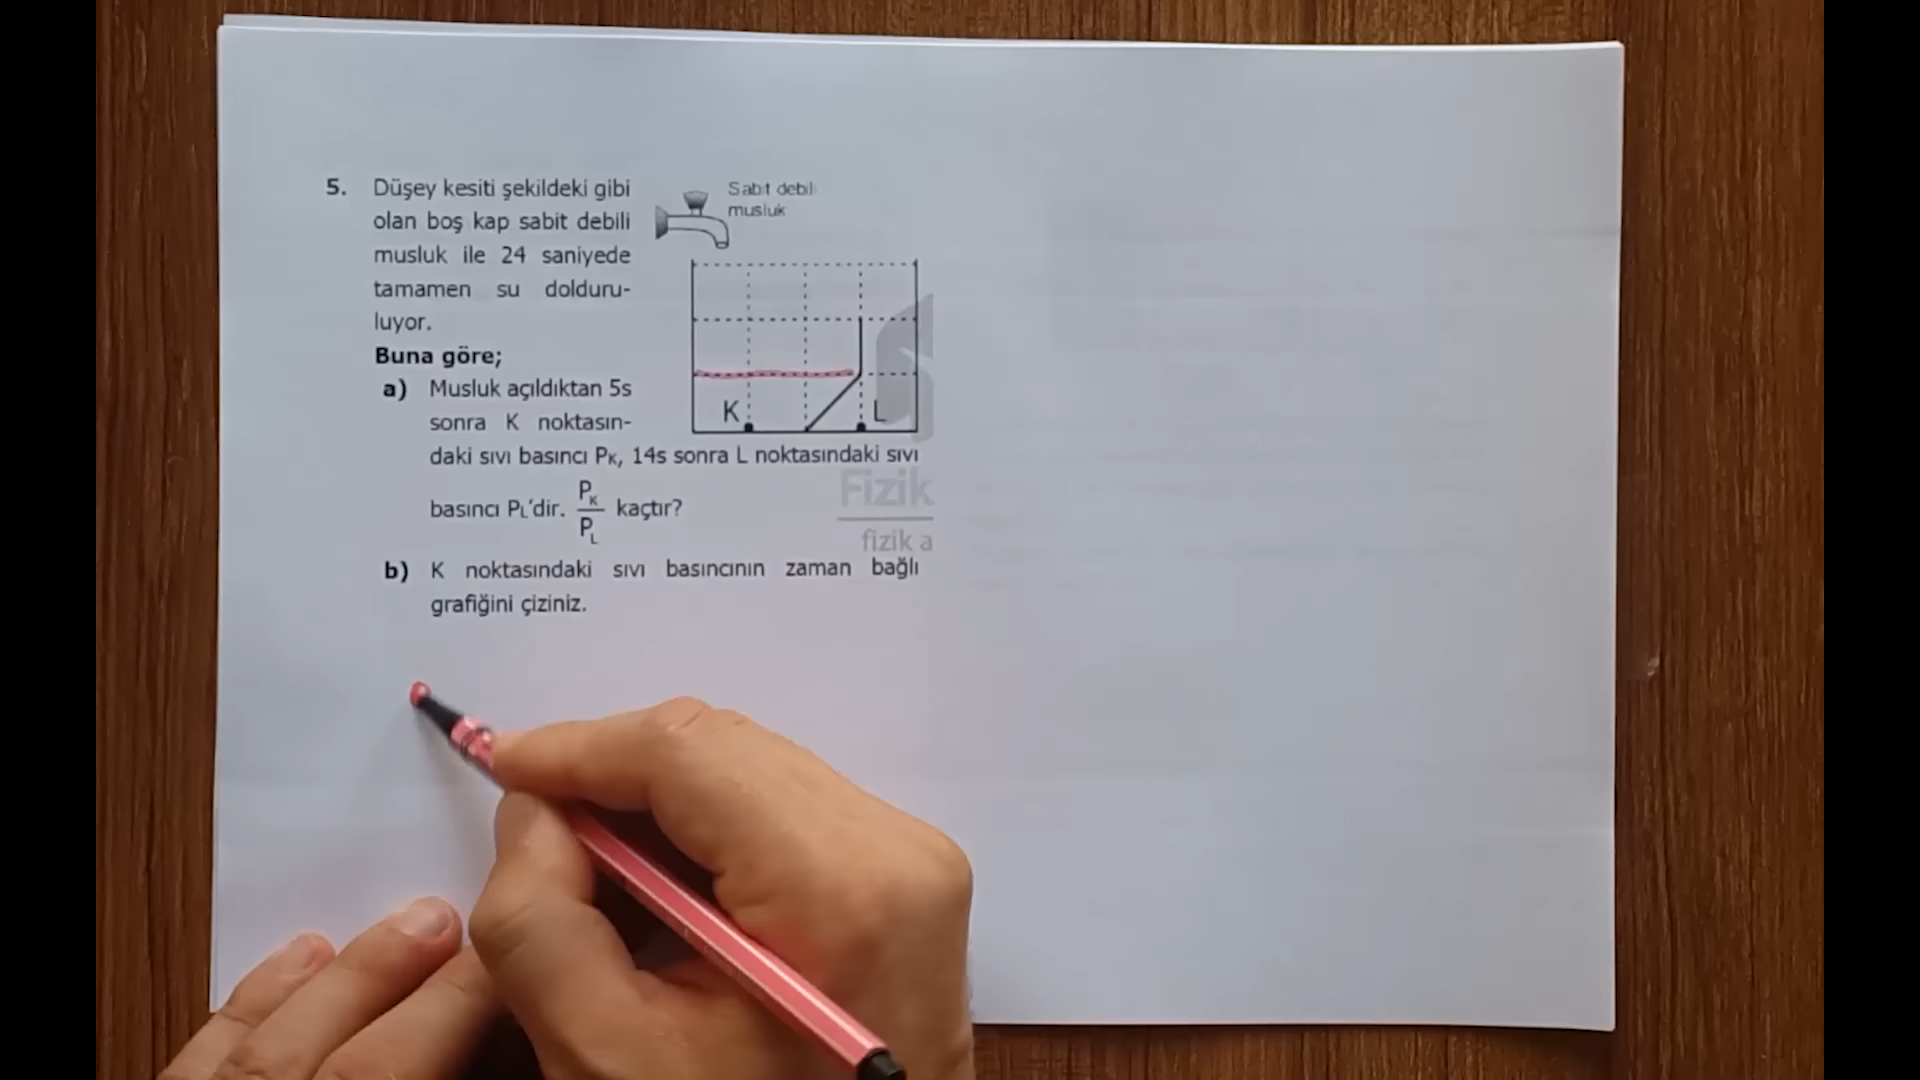 5. Düşey kesiti şekildeki gibi
olan boş kap sabit debili
musluk ile 24 saniyede
tamamen su dolduru-
luyor.
Sabit debili
musluk
Buna göre;
a) Musluk açıldıktan 5s
sonra K noktasın-
daki sıvı basıncı PK, 14s sonra L noktasındaki sıvı
basıncı PL'dir. PK/PL kaçtır?
K
L
Fizik
fizik a
b) K noktasındaki sıvı basıncının zaman bağlı
grafiğini çiziniz.